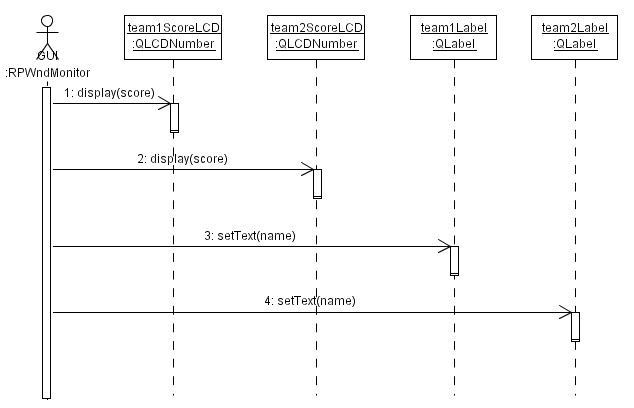 team1ScoreLCD
:QLCDNumber
team2ScoreLCD
:QLCDNumber
team1Label
:QLabel
team2Label
:QLabel
GUI
:RPWndMonitor
1: display(score)
2: display(score)
3: setText(name)
4: setText(name)